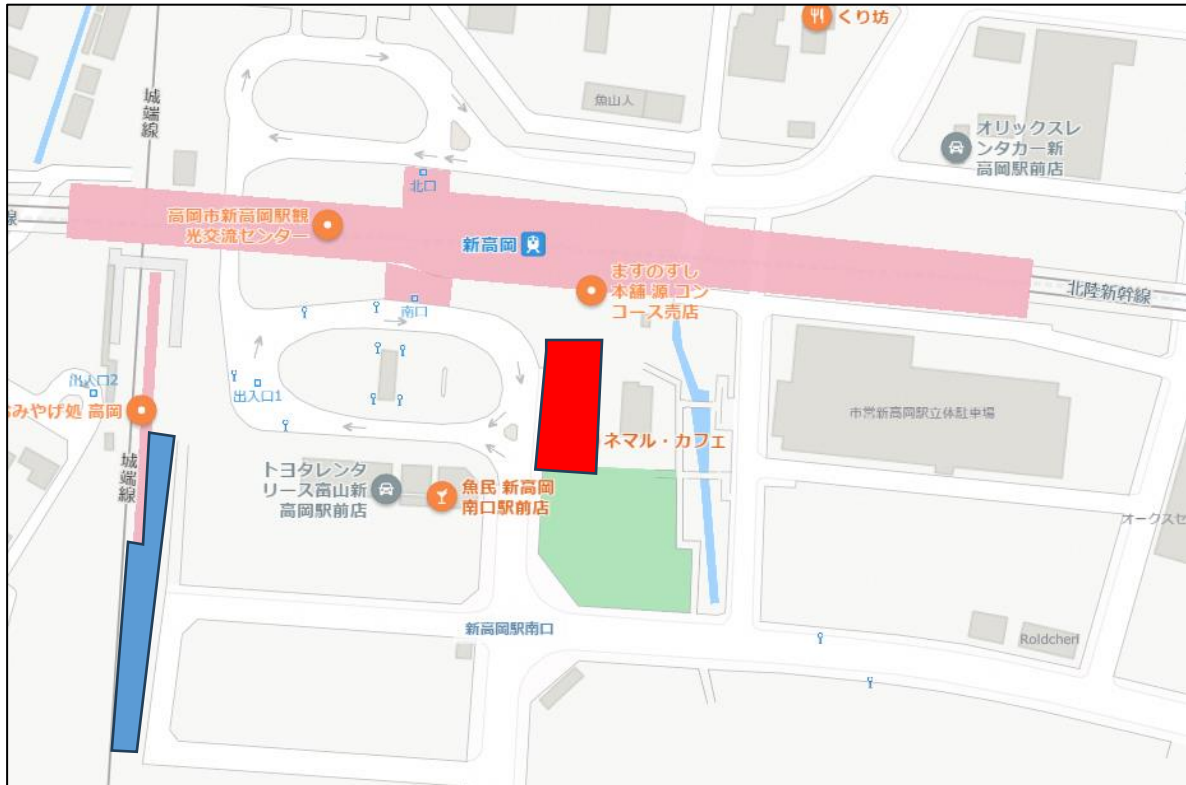 くり坊
城端線
魚山人
オリックスレ
ンタカー新
高岡駅前店
北口
高岡市新高岡駅観
光交流センター
線
新高岡
ますのすし
本舗 源 コン
コース売店
北陸新幹線
南口
出入口2
出入口1
みやげ処 高岡
市営新高岡駅立体駐車場
ネマル・カフェ
城端線
トヨタレンタ
リース富山新
高岡駅前店
魚民 新高岡
南口駅前店
オークスセ
新高岡駅南口
Roldcherl